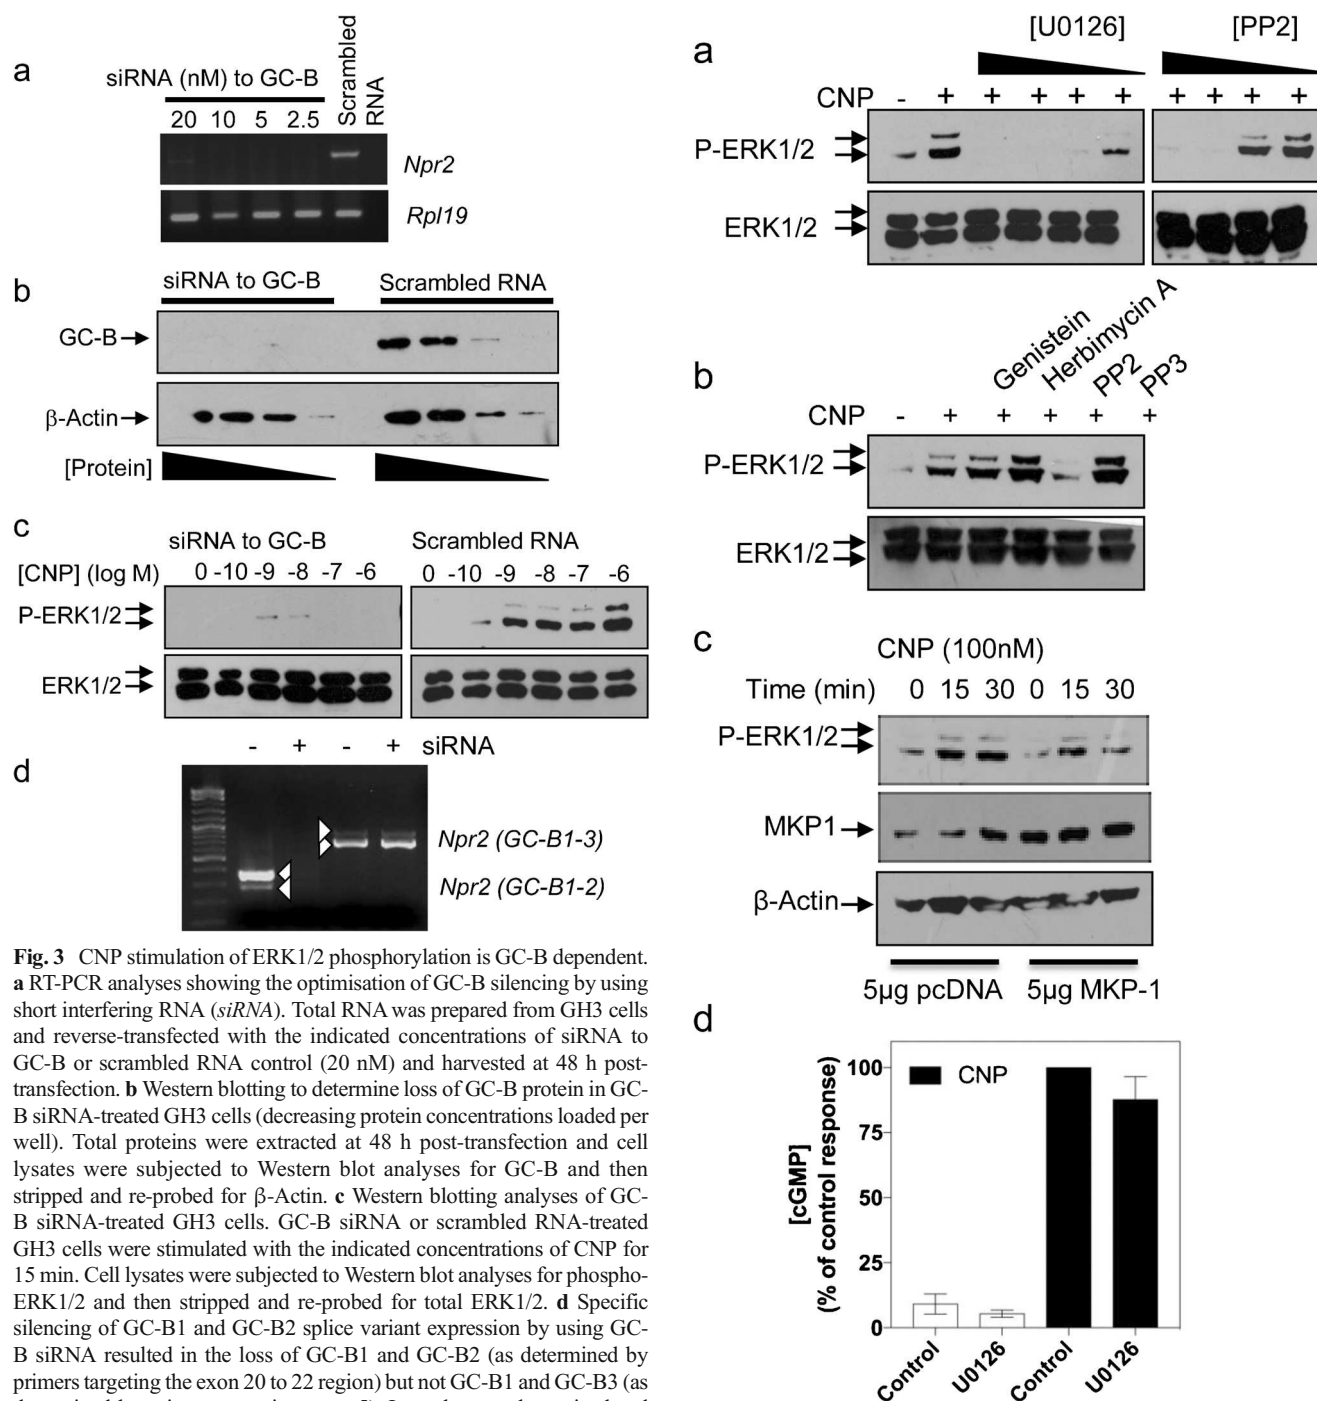 a
siRNA (nM) to GC-B
Scrambled
RNA
20 10 5 2.5
Npr2
Rpl19
b
siRNA to GC-B
Scrambled RNA
GC-B
β-Actin
[Protein]
c
siRNA to GC-B
Scrambled RNA
[CNP] (log M) 0 -10 -9 -8 -7 -6
0 -10 -9 -8 -7 -6
P-ERK1/2
ERK1/2
- + - + siRNA
d
Npr2 (GC-B1-3)
Npr2 (GC-B1-2)
Fig. 3 CNP stimulation of ERK1/2 phosphorylation is GC-B dependent.
a RT-PCR analyses showing the optimisation of GC-B silencing by using
short interfering RNA (siRNA). Total RNA was prepared from GH3 cells
and reverse-transfected with the indicated concentrations of siRNA to
GC-B or scrambled RNA control (20 nM) and harvested at 48 h post-
transfection. b Western blotting to determine loss of GC-B protein in GC-
B siRNA-treated GH3 cells (decreasing protein concentrations loaded per
well). Total proteins were extracted at 48 h post-transfection and cell
lysates were subjected to Western blot analyses for GC-B and then
stripped and re-probed for β-Actin. c Western blotting analyses of GC-
B siRNA-treated GH3 cells. GC-B siRNA or scrambled RNA-treated
GH3 cells were stimulated with the indicated concentrations of CNP for
15 min. Cell lysates were subjected to Western blot analyses for phospho-
ERK1/2 and then stripped and re-probed for total ERK1/2. d Specific
silencing of GC-B1 and GC-B2 splice variant expression by using GC-
B siRNA resulted in the loss of GC-B1 and GC-B2 (as determined by
primers targeting the exon 20 to 22 region) but not GC-B1 and GC-B3 (as
a
[U0126]
[PP2]
CNP - + + + + + + + + +
P-ERK1/2
ERK1/2
b
Genistein
Herbimycin A
PP2
PP3
CNP - + + + + +
P-ERK1/2
ERK1/2
c
CNP (100nM)
Time (min) 0 15 30 0 15 30
P-ERK1/2
MKP1
β-Actin
5µg pcDNA 5µg MKP-1
d
[cGMP]
(% of control response)
100
75
50
25
0
CNP
Control
U0126
Control
U0126